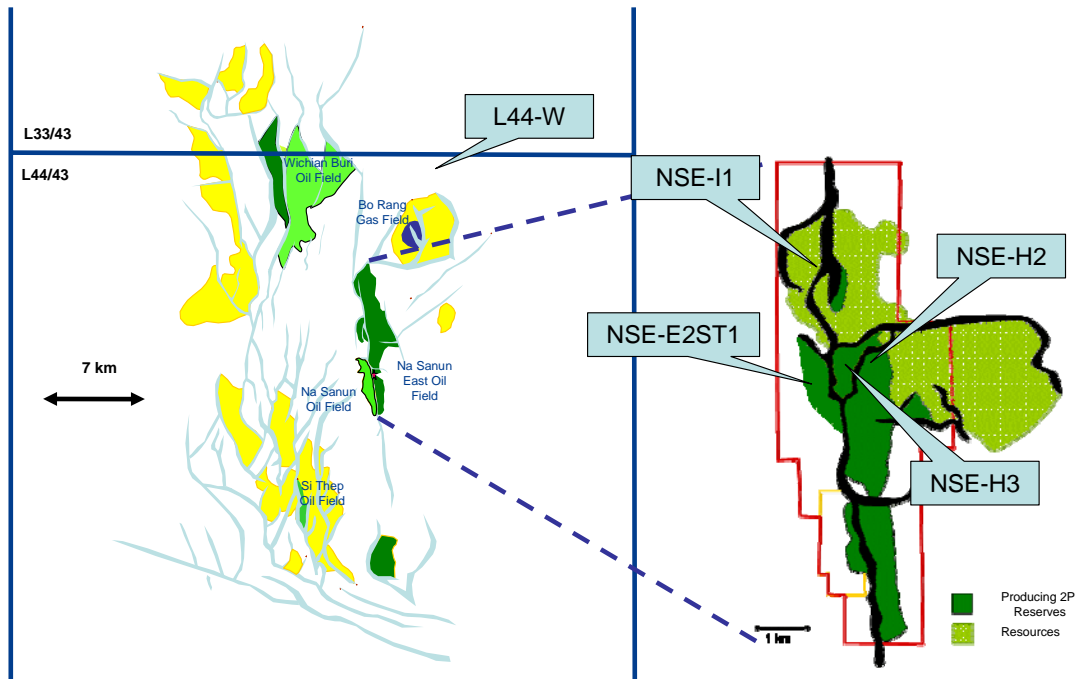 L33/43
L44/43
L44-W
Wichian Buri
Oil Field
Bo Rang
Gas Field
7 km
Na Sanun
East Oil
Field
Na Sanun
Oil Field
Si Thep
Oil Field
NSE-I1
NSE-H2
NSE-E2ST1
NSE-H3
1 km
Producing 2P
Reserves
Resources